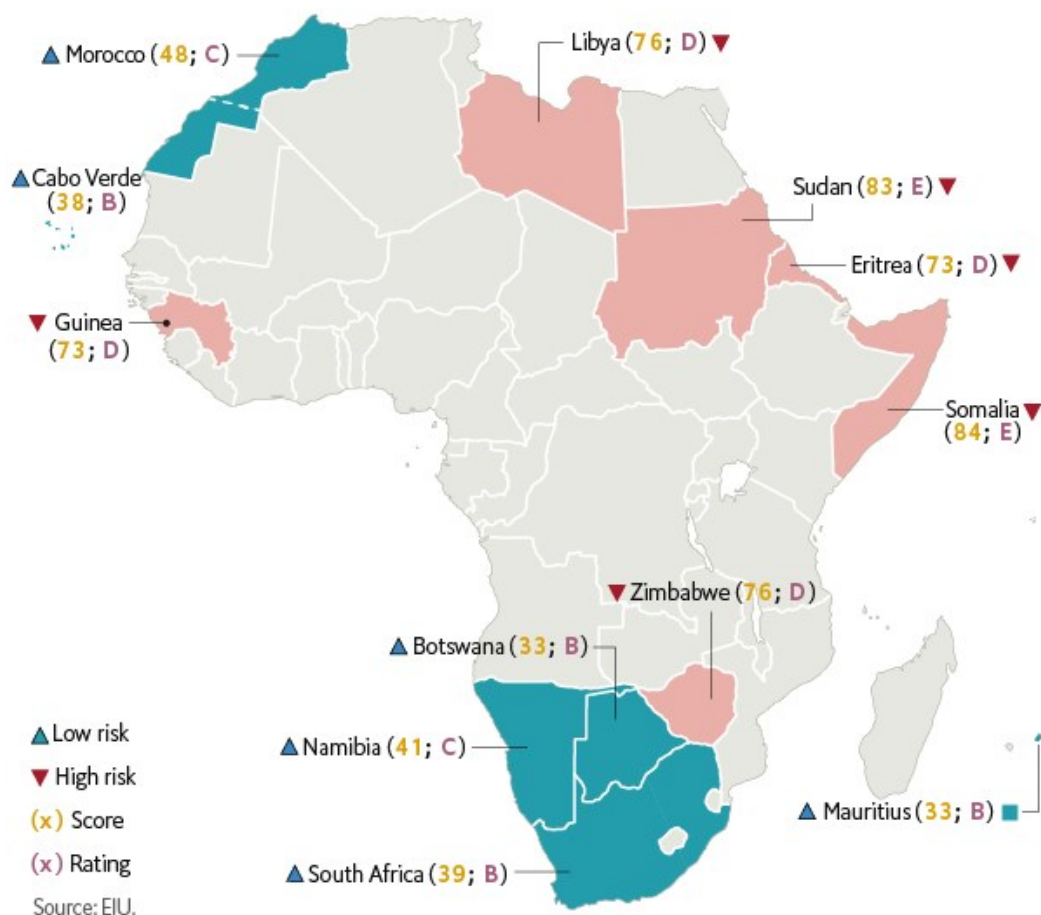 Morocco (48; C)
Libya (76; D)
Cabo Verde
(38; B)
Sudan (83; E)
Eritrea (73; D)
Guinea
(73; D)
Somalia
(84; E)
Zimbabwe (76; D)
Botswana (33; B)
Namibia (41; C)
Mauritius (33; B)
South Africa (39; B)
Low risk
High risk
(x) Score
(x) Rating
Source: EIU.